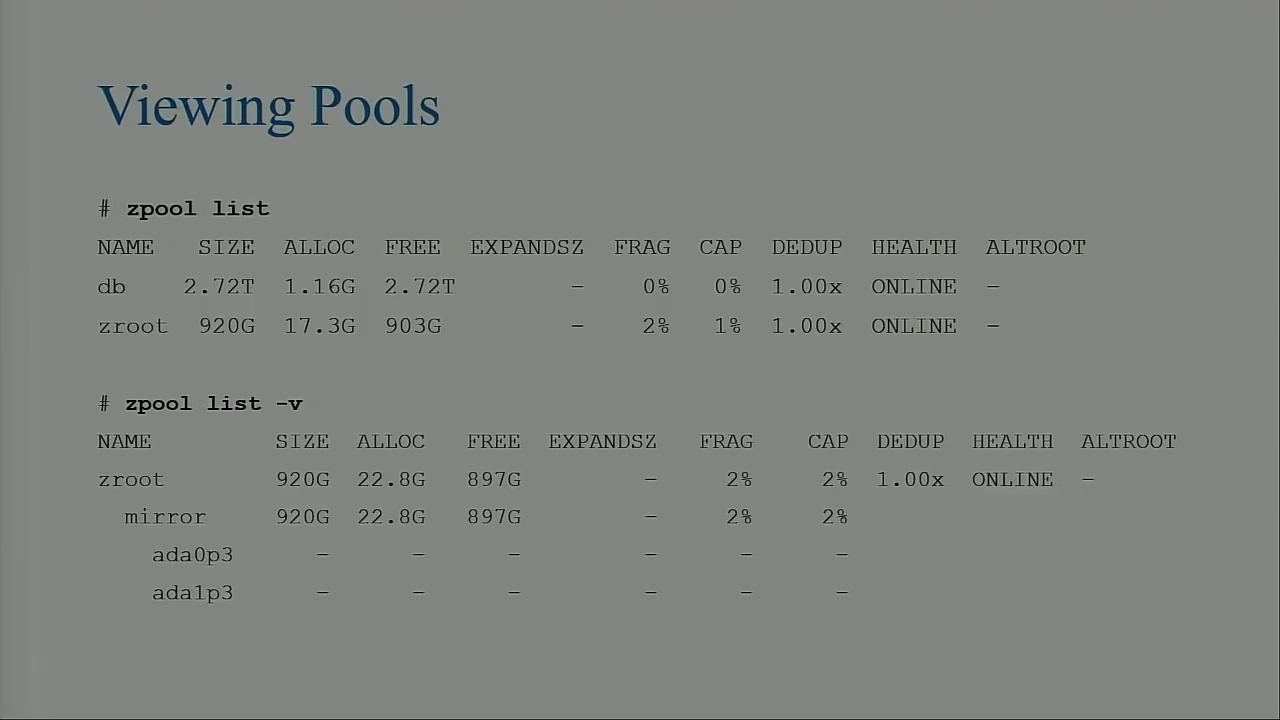 Viewing Pools
# zpool list
NAME SIZE ALLOC FREE EXPANDSZ FRAG CAP DEDUP HEALTH ALTROOT
db 2.72T 1.16G 2.72T - 0% 0% 1.00x ONLINE -
zroot 920G 17.3G 903G - 2% 1% 1.00x ONLINE -
# zpool list -v
NAME SIZE ALLOC FREE EXPANDSZ FRAG CAP DEDUP HEALTH ALTROOT
zroot 920G 22.8G 897G - 2% 2% 1.00x ONLINE -
mirror 920G 22.8G 897G - 2% 2%
ada0p3 - - - - - -
ada1p3 - - - - - -